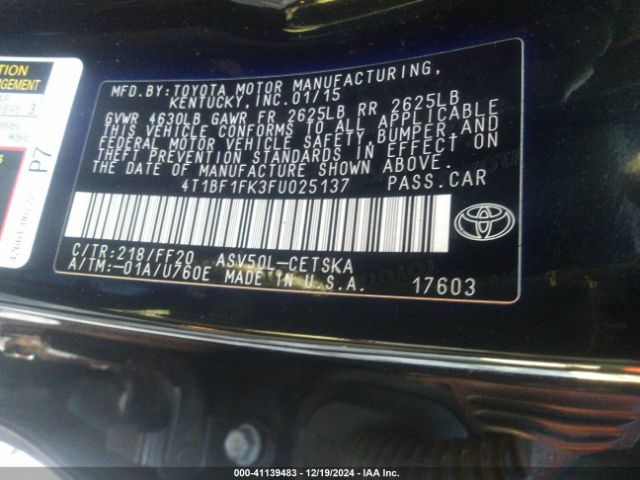 MFD.BY:TOYOTA MOTOR MANUFACTURING,
KENTUCKY, INC.01/15
GVWR 4630LB GAWR FR 2625LB RR 2625LB
THIS VEHICLE CONFORMS TO ALL APPLICABLE
FEDERAL MOTOR VEHICLE SAFETY, BUMPER, AND
THEFT PREVENTION STANDARDS IN EFFECT ON
THE DATE OF MANUFACTURE SHOWN ABOVE.
4T1BF1FK3FU025137 PASS.CAR
C/TR:218/FF20 ASV50L-CETSKA
A/TM:-01A/U760E MADE IN U.S.A. 17603
P7
000-41139483 - 12/19/2024 - IAA Inc.